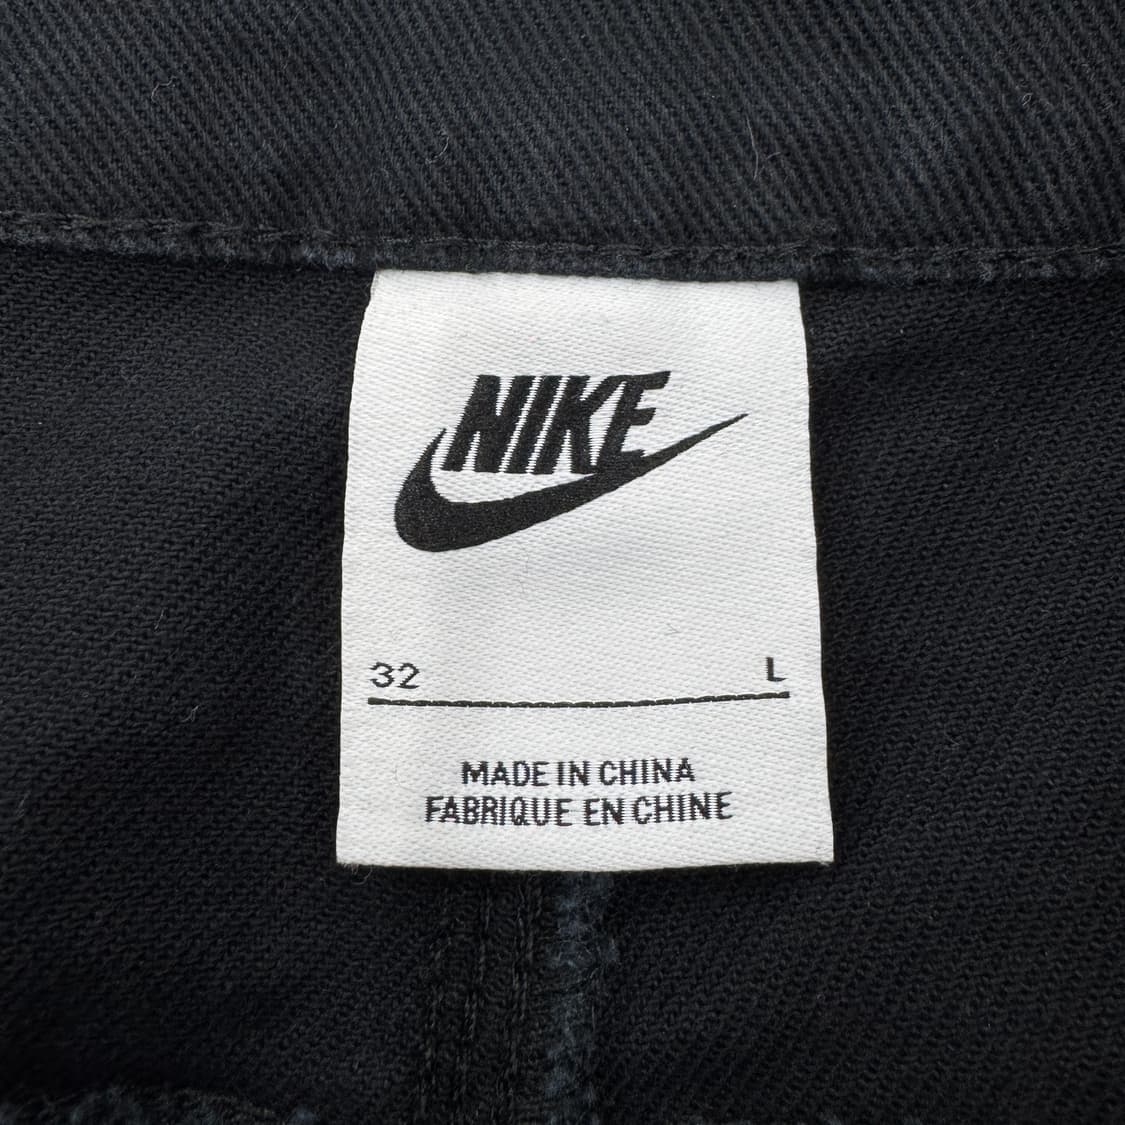 NIKE
32 L
MADE IN CHINA
FABRIQUE EN CHINE